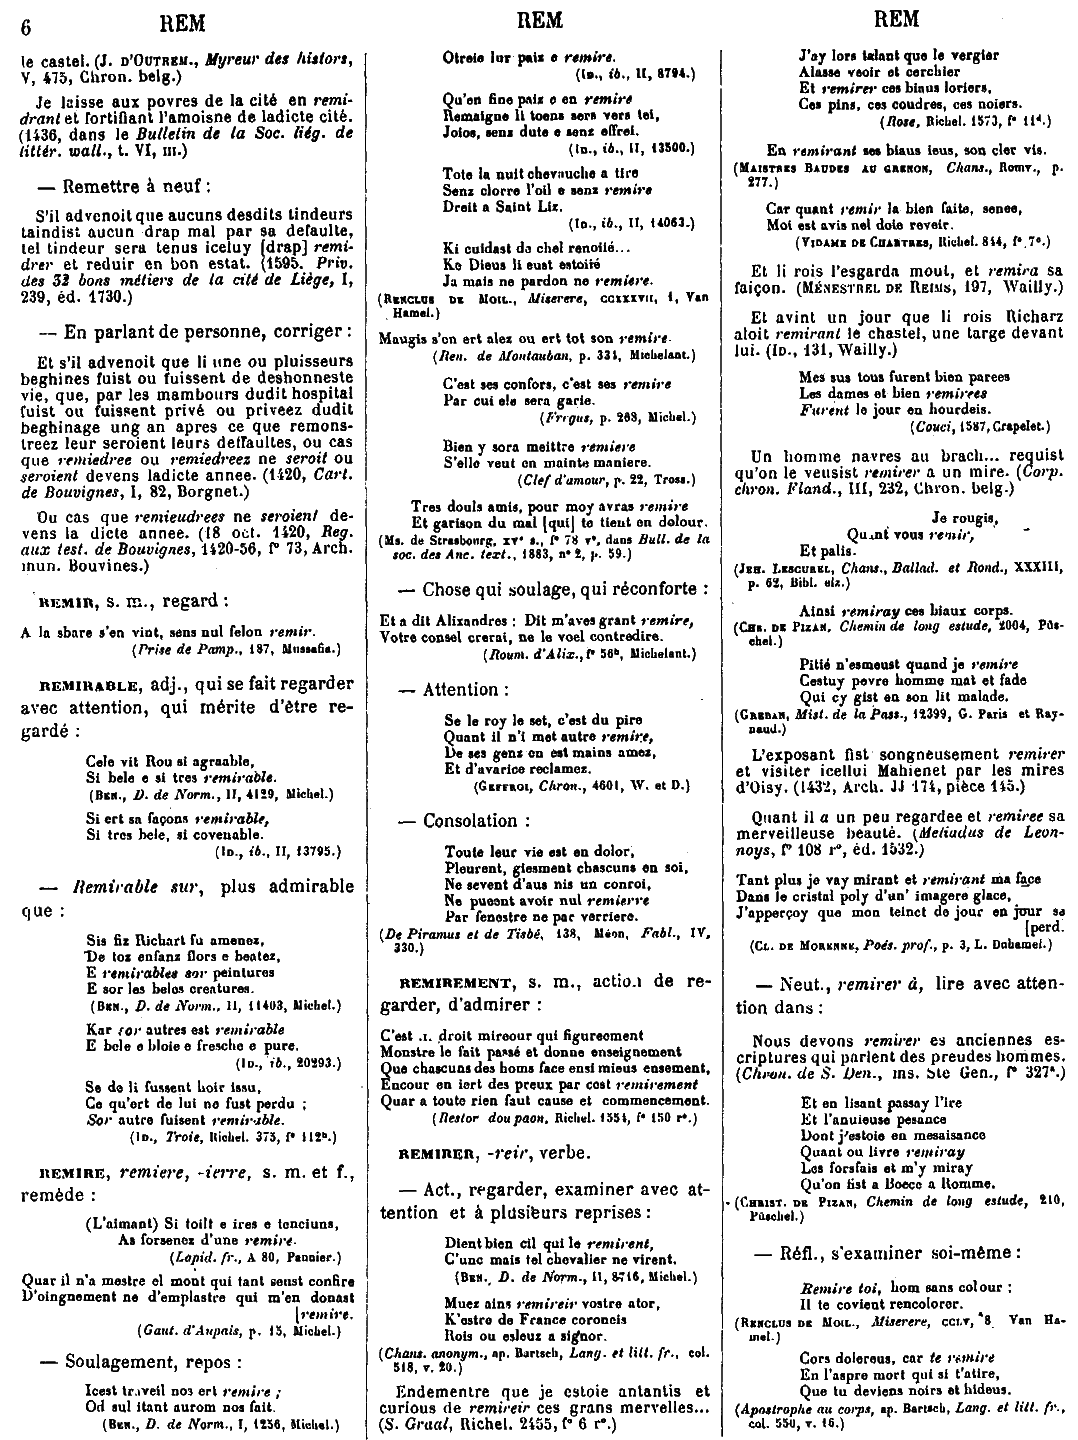 6 REM REM REM
le castel. (J. D'OUTREM., Myreur des histors,
V, 475, Chron. belg.)
Je laisse aux povres de la cité en remi-
drant et fortifiant l'amoisne de ladicte cité.
(1436, dans le Bulletin de la Soc. liég. de
littér. wall., t. VI, III.)
— Remettre à neuf :
S'il advenoit que aucuns desdits tindeurs
taindist aucun drap mal par sa defaulte,
tel tindeur sera tenus iceluy [drap] remi-
drer et reduir en bon estat. (1595. Priv.
des 32 bons métiers de la cité de Liège, I,
239, éd. 1730.)
— En parlant de personne, corriger :
Et s'il advenoit que li une ou pluisseurs
beghines fuist ou fuissent de deshonneste
vie, que, par les mambours dudit hospital
fuist ou fuissent privé ou priveez dudit
beghinage ung an apres ce que remons-
treez leur seroient leurs deffaultes, ou cas
que remiedree ou remiedreez ne seroit ou
seroient devens ladicte annee. (1420, Cart.
de Bouvignes, I, 82, Borgnet.)
Ou cas que remieudrees ne seroient de-
vens la dicte annee. (18 oct. 1420, Reg.
aux test. de Bouvignes, 1420-56, f° 73, Arch.
mun. Bouvines.)
REMIR, s. m., regard :
A la sbare s'en vint, sens nul felon remir.
(Prise de Pamp., 187, Mussafia.)
REMIRABLE, adj., qui se fait regarder
avec attention, qui mérite d'être re-
gardé :
Cele vit Rou si agraable,
Si bele e si tres remirable.
(BEN., D. de Norm., II, 4129, Michel.)
Si ert sa façons remirable,
Si tres bele, si covenable.
(ID., ib., II, 13795.)
— Remirable sur, plus admirable
que :
Sis fiz Richart fu amenez,
De toz enfanz flors e beatez,
E remirables sor peintures
E sor les beles creatures.
(BEN., D. de Norm., II, 11403, Michel.)
Kar sor autres est remirable
E bele e bloie e fresche e pure.
(ID., ib., 20293.)
Se de li fussent hoir issu,
Ce qu'ert de lui ne fust perdu ;
Sor autre fuisent remirable.
(ID., Troie, Richel. 375, f° 112b.)
REMIRE, remiere, -ierre, s. m. et f.,
remède :
(L'aimant) Si toilt e ires e tenciuns,
As forsenez d'une remire.
(Lapid. fr., A 80, Pannier.)
Quar il n'a mestre el mont qui tant seust confire
D'oingnement ne d'emplastre qui m'en donast
[remire.
(Gaut. d'Aupais, p. 15, Michel.)
— Soulagement, repos :
Icest traveil nos ert remire ;
Od sul itant aurom nos fait.
(BEN., D. de Norm., I, 1256, Michel.)
Otreie lur paiz e remire.
(ID., ib., II, 8794.)
Qu'en fine paiz e en remire
Remaigne li toens sers vers tei,
Joios, senz dute e senz effrei.
(ID., ib., II, 13500.)
Tote la nuit chevauche a tire
Senz clorre l'oil e senz remire
Dreit a Saint Liz.
(ID., ib., II, 14063.)
Ki cuidast de chel renoilé...
Ke Dieus li eust estoiré
Ja mais ne pardon ne remiere.
(RENCLUS DE MOIL., Miserere, CCXXXVII, 1, Van
Hamel.)
Maugis s'on ert alez ou ert tot son remire.
(Ren. de Montauban, p. 331, Michelant.)
C'est ses confors, c'est ses remire
Par cui ele sera garie.
(Fergus, p. 263, Michel.)
Bien y sora meittre remiere
S'elle veut en mainte maniere.
(Clef d'amour, p. 22, Tross.)
Tres douls amis, pour moy avras remire
Et garison du mal [qui] te tient en dolour.
(Ms. de Strasbourg, XVe s., f° 78 v°, dans Bull. de la
soc. des Anc. text., 1883, n° 2, p. 59.)
— Chose qui soulage, qui réconforte :
Et a dit Alixandres : Dit m'aves grant remire,
Votre consel crerai, ne le voel contredire.
(Roum. d'Alix., f° 56b, Michelant.)
— Attention :
Se le roy le set, c'est du pire
Quant il n'i met autre remire,
De ses genz en est mains amez,
Et d'avarice reclamez.
(GEFFROI, Chron., 4601, W. et D.)
— Consolation :
Toute leur vie est en dolor,
Pleurent, giesment chascuns en soi,
Ne sevent d'aus nis un conroi,
Ne pueent avoir nul remierre
Par fenestre ne par verriere.
(De Piramus et de Tisbé, 138, Méon, Fabl., IV,
330.)
REMIREMENT, s. m., action de re-
garder, d'admirer :
C'est .I. droit mireour qui figureement
Monstre le fait passé et donne enseignement
Que chascuns des homs face ensi mieus ensement,
Encour en iert des preux par cest remirement
Quar a toute rien faut cause et commencement.
(Restor dou paon, Richel. 1554, f° 150 r°.)
REMIRER, -reir, verbe.
— Act., regarder, examiner avec at-
tention et à plusieurs reprises :
Dient bien cil qui le remirent,
C'unc mais tel chevalier ne virent.
(BEN., D. de Norm., II, 8716, Michel.)
Muez ains remireir vostre ator,
K'estre de France coroneis
Rois ou esleuz a signor.
(Chans. anonym., ap. Bartsch, Lang. et litt. fr., col.
518, v. 20.)
Endementre que je estoie antantis et
curious de remireir ces grans mervelles...
(S. Graal, Richel. 2455, f° 6 r°.)
J'ay lors talant que le vergier
Alasse veoir et cerchier
Et remirer ces biaus loriers,
Ces pins, ces coudres, ces noiers.
(Rose, Richel. 1573, f° 11d.)
En remirant ses biaus ieus, son cler vis.
(MAISTRES BAUDES AU GRENON, Chans., Romv., p.
277.)
Car quant remir la bien faite, senee,
Moi est avis nel doie reveir.
(VIDAME DE CHARTRES, Richel. 844, f° 7c.)
Et li rois l'esgarda mout, et remira sa
façon. (MÉNESTREL DE REIMS, 197, Wailly.)
Et avint un jour que li rois Richarz
aloit remirant le chastel, une targe devant
lui. (ID., 131, Wailly.)
Mes sus tous furent bien parees
Les dames et bien remirees
Furent le jour en hourdeis.
(Couci, 1587, Crapelet.)
Un homme navres au brach... requist
qu'on le veusist remirer a un mire. (Corp.
chron. Fland., III, 232, Chron. belg.)
Je rougis,
Quant vous remir,
Et palis.
(JEH. LESCUREL, Chans., Ballad. et Rond., XXXIII,
p. 62, Bibl. elz.)
Ainsi remiray ces biaux corps.
(CHR. DE PIZAN, Chemin de long estude, 2004, Püs-
chel.)
Pitié n'esmeust quand je remire
Cestuy povre homme mat et fade
Qui cy gist en son lit malade.
(GREBAN, Mist. de la Pass., 12399, G. Paris et Ray-
naud.)
L'exposant fist songneusement remirer
et visiter icellui Mahienet par les mires
d'Oisy. (1432, Arch. JJ 174, pièce 145.)
Quant il a un peu regardee et remiree sa
merveilleuse beauté. (Meliadus de Leon-
noys, f° 108 r°, éd. 1532.)
Tant plus je vay mirant et remirant ma face
Dans le cristal poly d'un' imagere glace,
J'apperçoy que mon teinct de jour en jour se
[perd.
(CL. DE MORENNE, Poés. prof., p. 3, L. Duhamel.)
— Neut., remirer à, lire avec atten-
tion dans :
Nous devons remirer es anciennes es-
criptures qui parlent des preudes hommes.
(Chron. de S. Den., ms. Ste Gen., f° 327a.)
Et en lisant passay l'ire
Et l'anuieuse pesance
Dont j'estoie en mesaisance
Quant ou livre remiray
Les forsfais et m'y miray
Qu'on fist a Boece a Romme.
(CHRIST. DE PIZAN, Chemin de long estude, 210,
Püschel.)
— Réfl., s'examiner soi-même :
Remire toi, hom sans colour ;
Il te covient rencolorer.
(RENCLUS DE MOIL., Miserere, CCLV, 8, Van Ha-
mel.)
Cors dolereus, car te remire
En l'aspre mort qui si t'atire,
Que tu deviens noirs et hideus.
(Apostrophe au corps, ap. Bartsch, Lang. et litt. fr.,
col. 550, v. 16.)